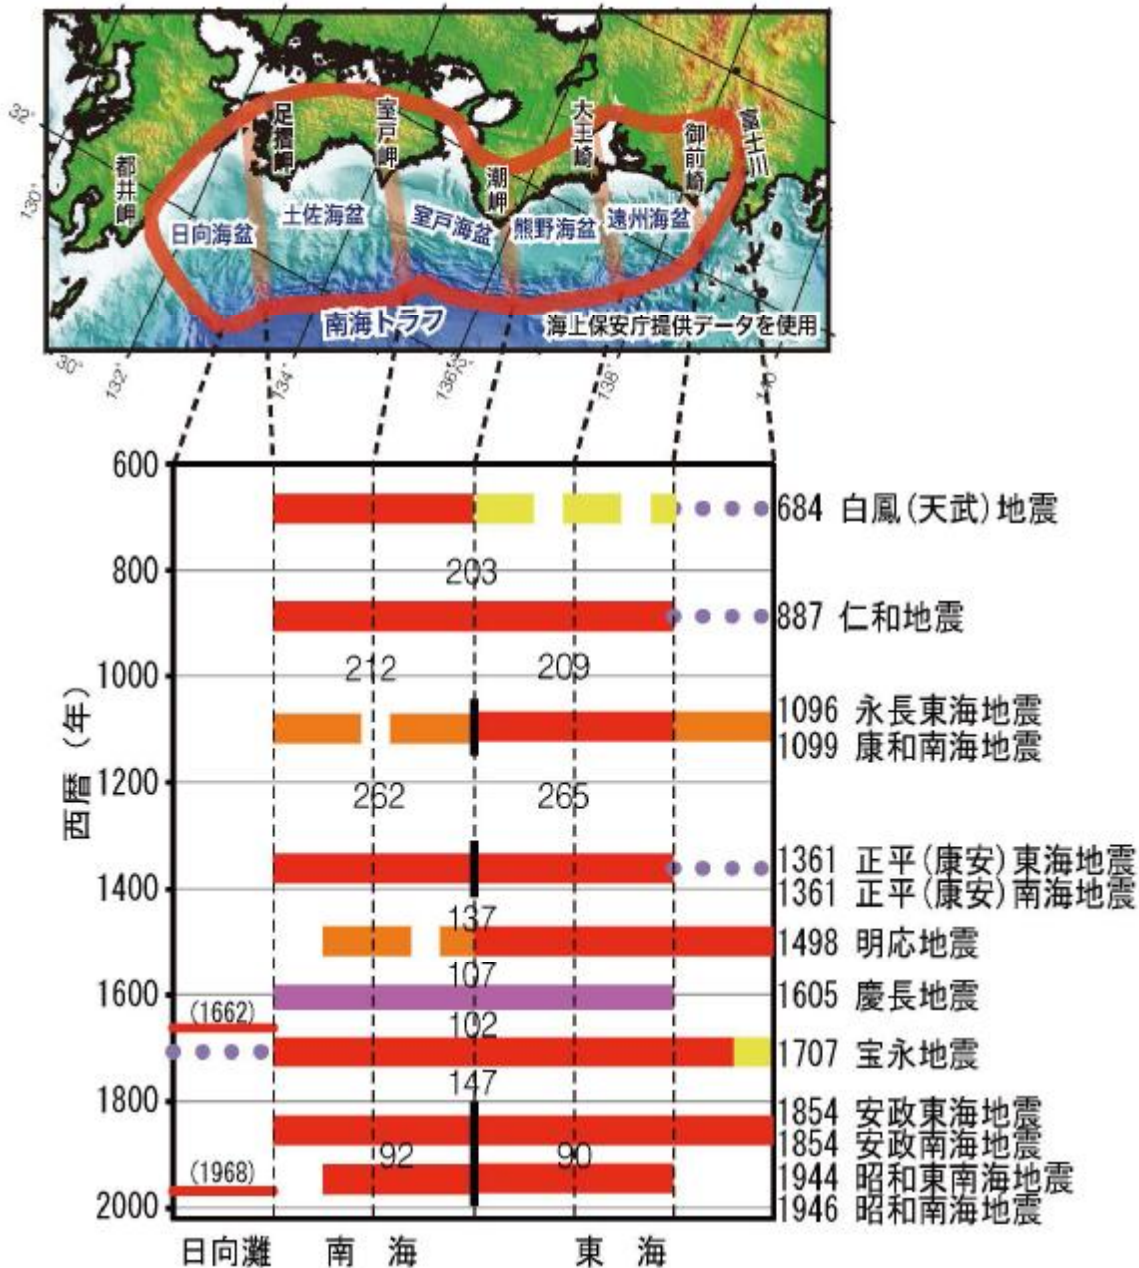 足摺岬
室戸岬
大王崎
富士川
御前崎
都井岬
潮岬
日向海盆
土佐海盆
室戸海盆
熊野海盆
遠州海盆
南海トラフ
海上保安庁提供データを使用
32°
130°
30°
132°
134°
136°
138°
140°
西暦（年）
600
800
1000
1200
1400
1600
1800
2000
203
212
209
262
265
137
107
102
147
92
90
(1662)
(1968)
684 白鳳(天武)地震
887 仁和地震
1096 永長東海地震
1099 康和南海地震
1361 正平(康安)東海地震
1361 正平(康安)南海地震
1498 明応地震
1605 慶長地震
1707 宝永地震
1854 安政東海地震
1854 安政南海地震
1944 昭和東南海地震
1946 昭和南海地震
日向灘 南 海 東 海